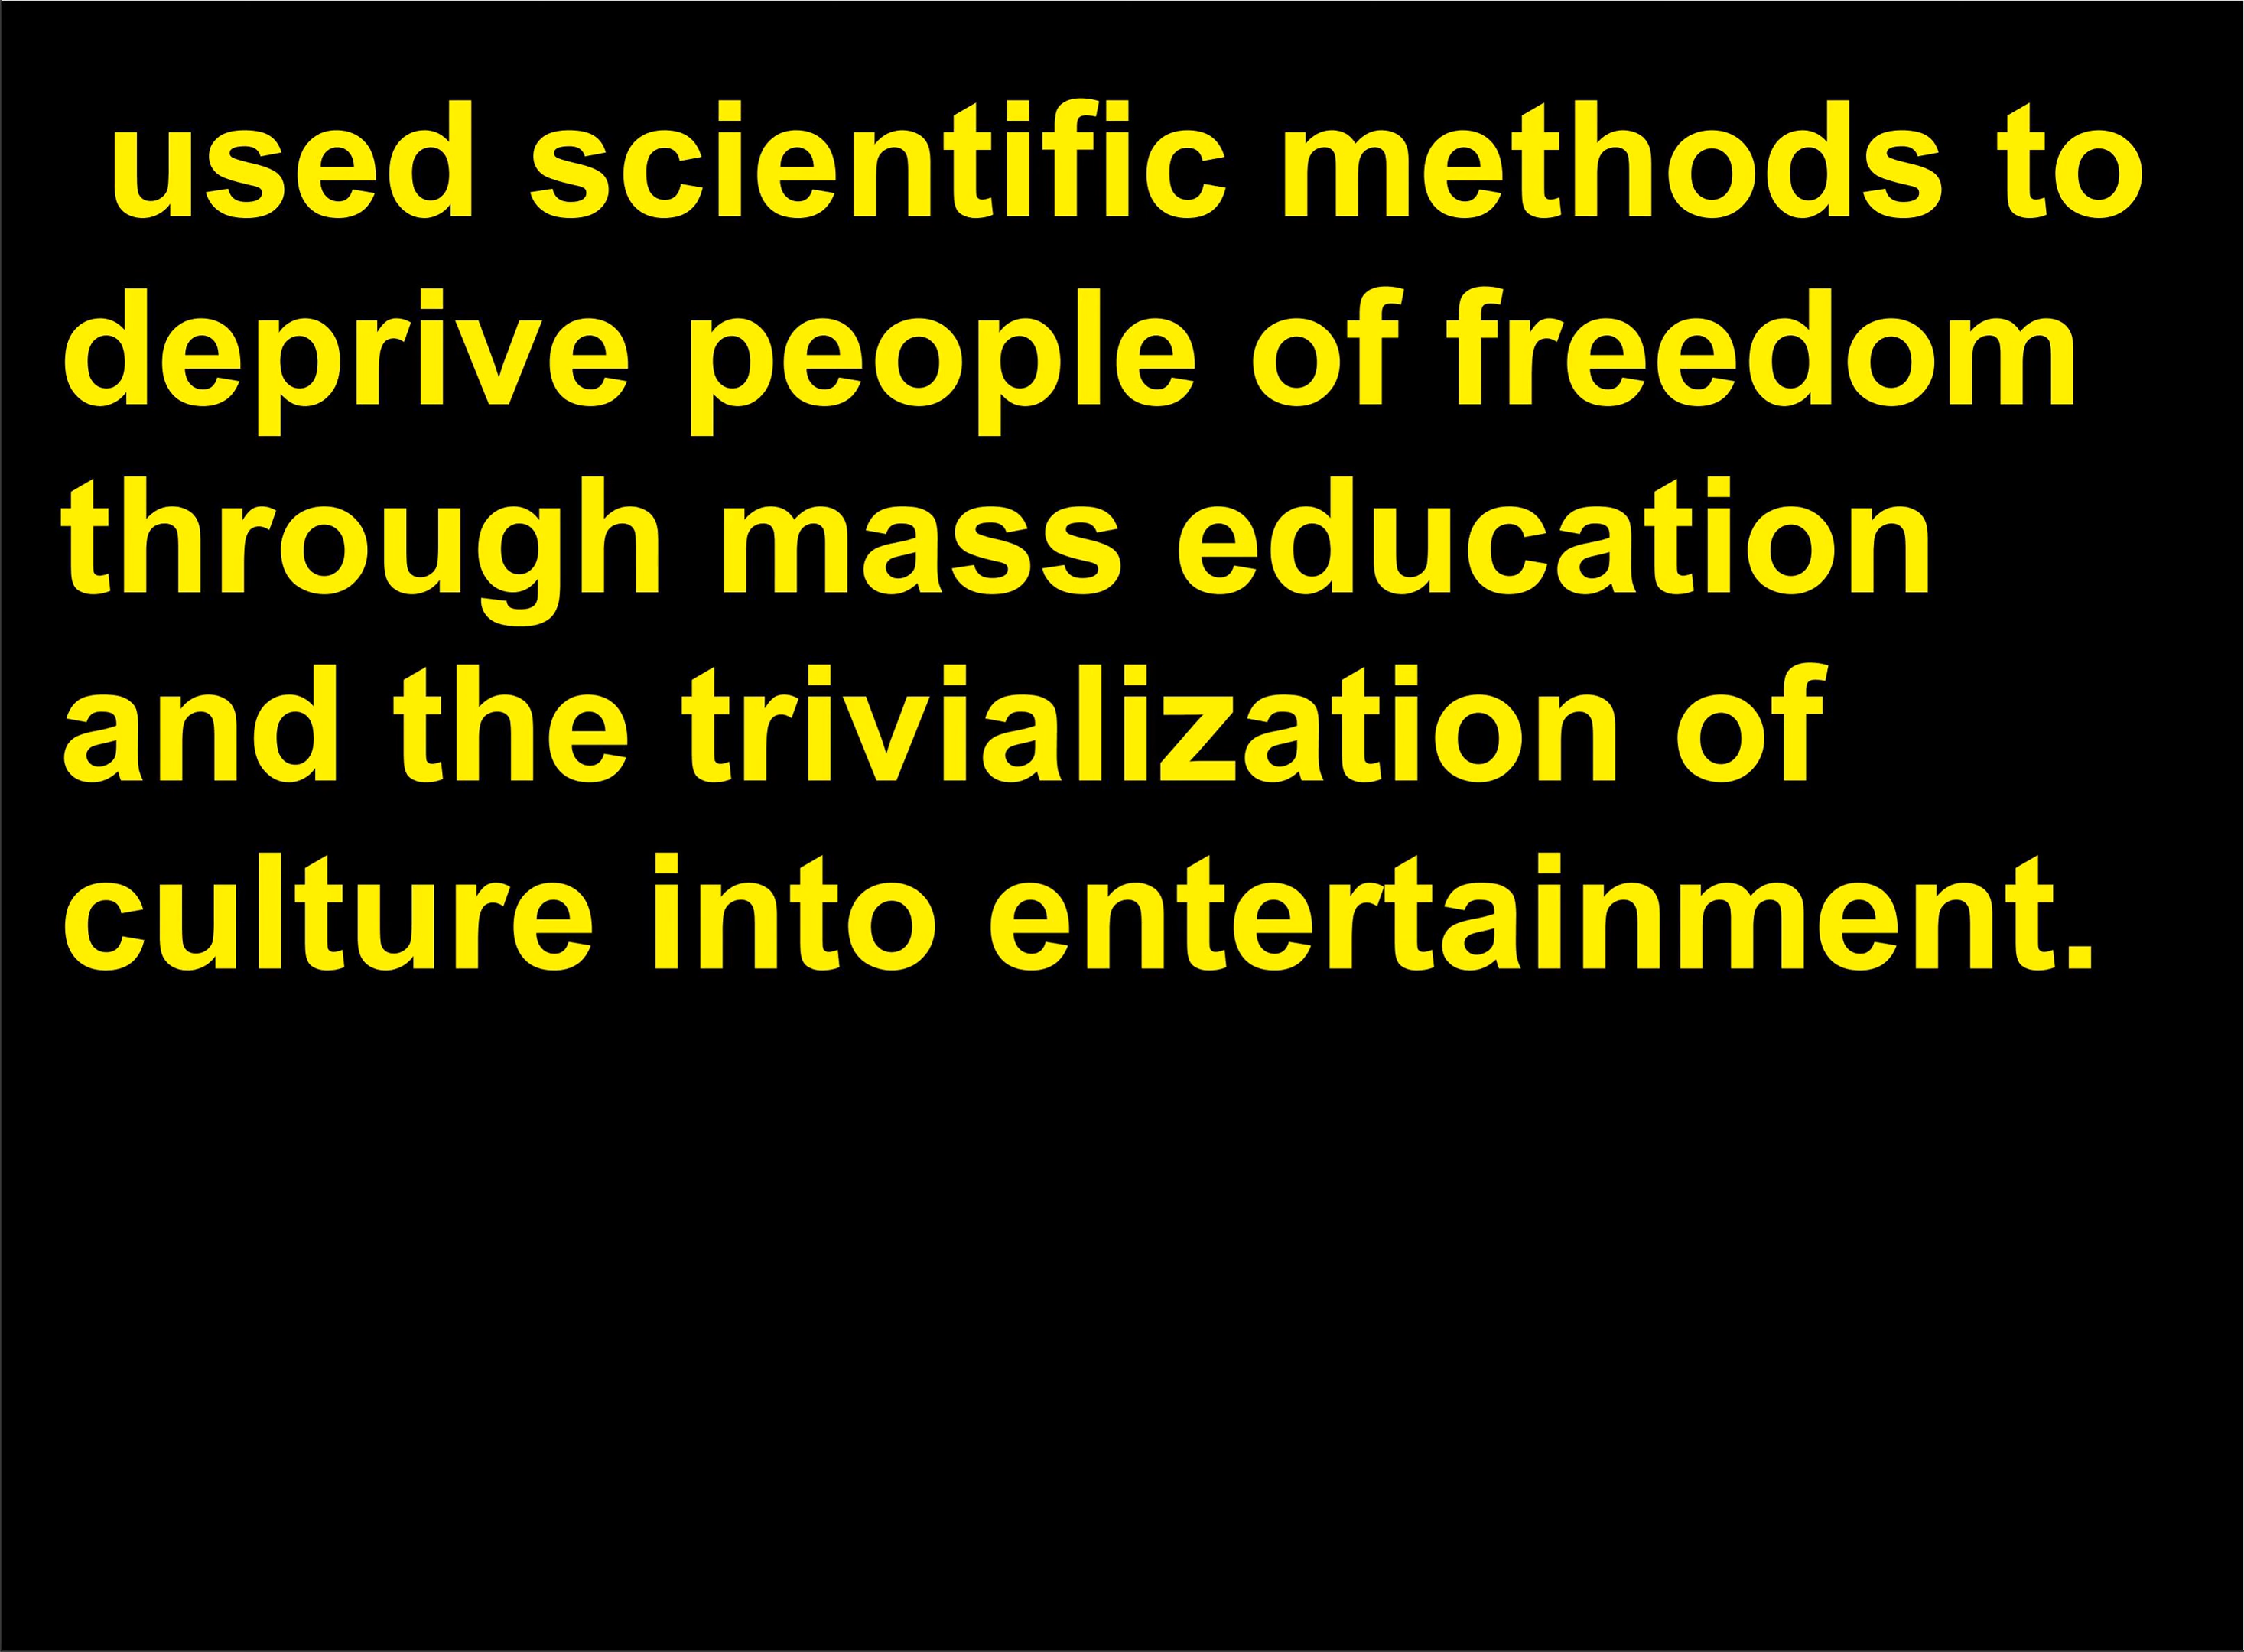 used scientific methods to
deprive people of freedom
through mass education
and the trivialization of
culture into entertainment.